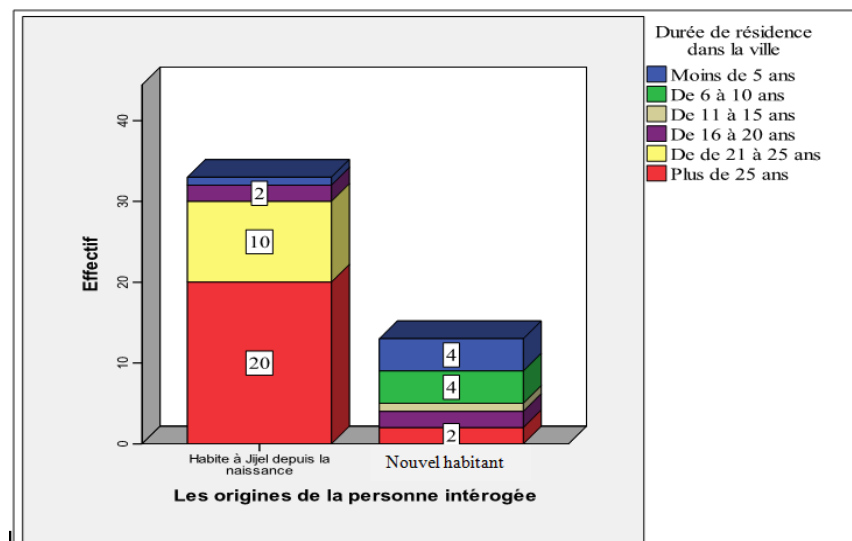 Durée de résidence
dans la ville
Moins de 5 ans
De 6 à 10 ans
De 11 à 15 ans
De 16 à 20 ans
De de 21 à 25 ans
Plus de 25 ans
Effectif
40
30
20
10
0
2
10
20
4
4
2
Habite à Jijel depuis la
naissance
Nouvel habitant
Les origines de la personne intérogée